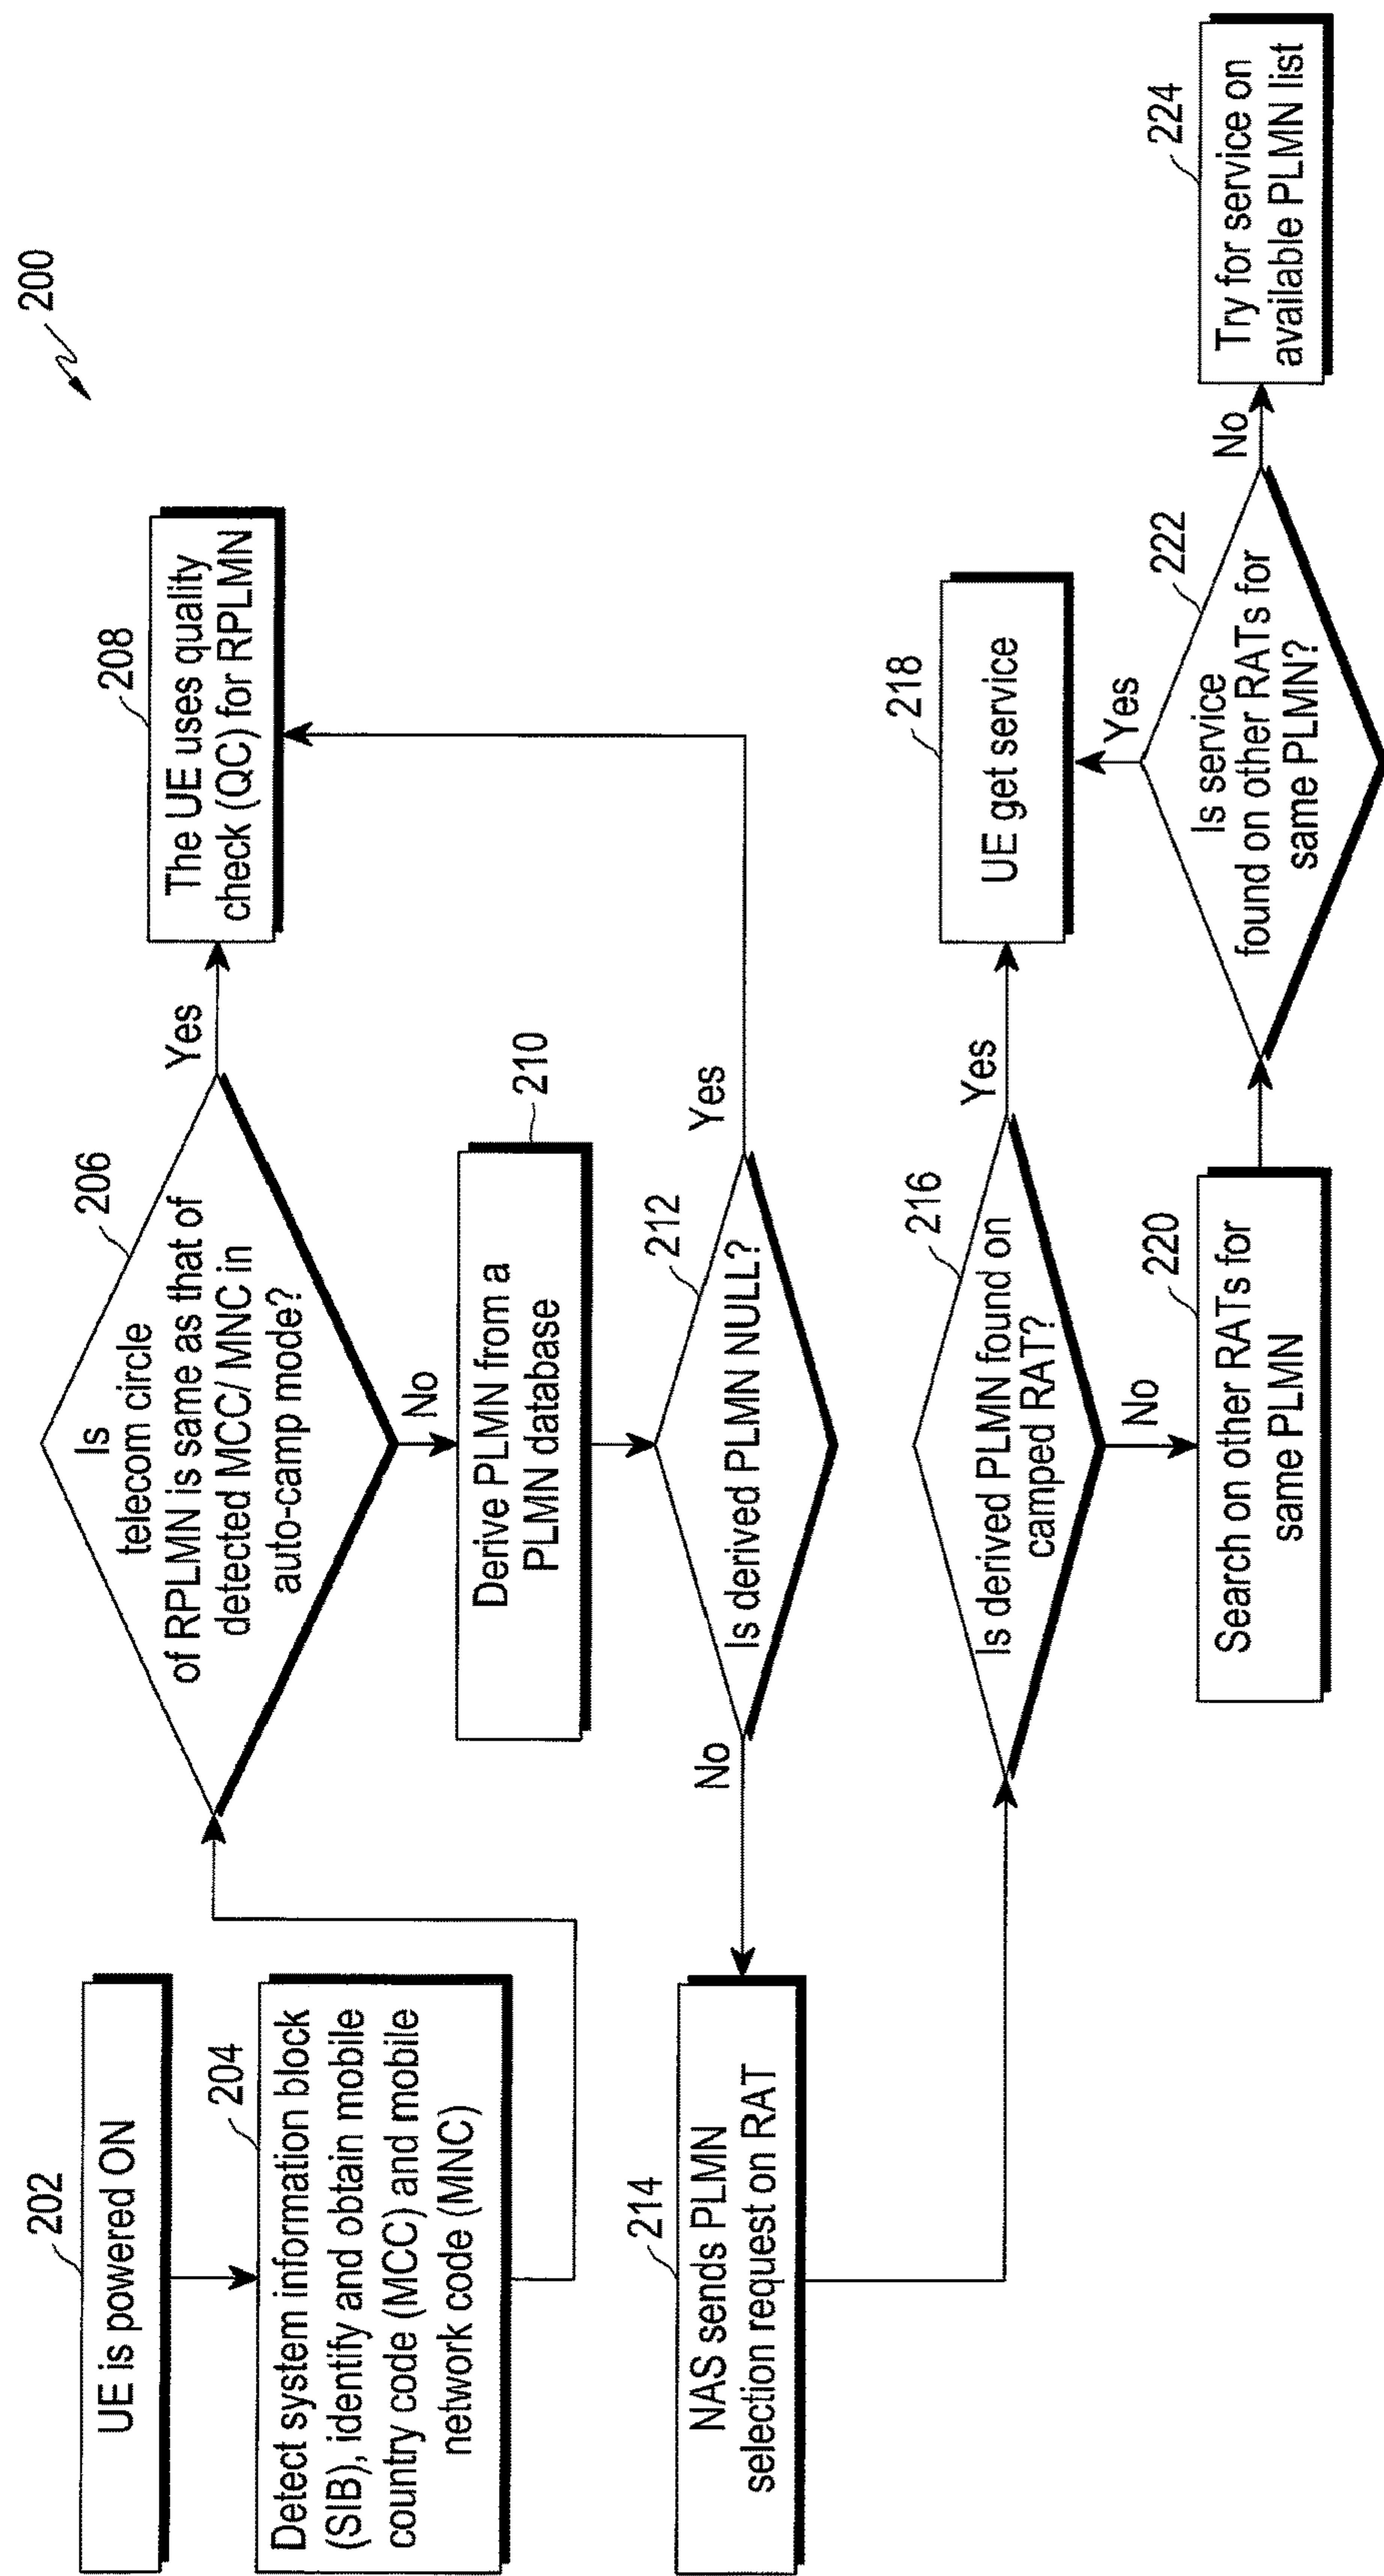 200
202
UE is powered ON
204
Detect system information block
(SIB), identify and obtain mobile
country code (MCC) and mobile
network code (MNC)
206
Is
telecom circle
of RPLMN is same as that of
detected MCC/ MNC in
auto-camp mode?
Yes
208
The UE uses quality
check (QC) for RPLMN
No
210
Derive PLMN from a
PLMN database
212
Is derived PLMN NULL?
Yes
No
214
NAS sends PLMN
selection request on RAT
216
Is derived PLMN found on
camped RAT?
Yes
218
UE get service
No
220
Search on other RATs for
same PLMN
222
Is service
found on other RATs for
same PLMN?
Yes
No
224
Try for service on
available PLMN list